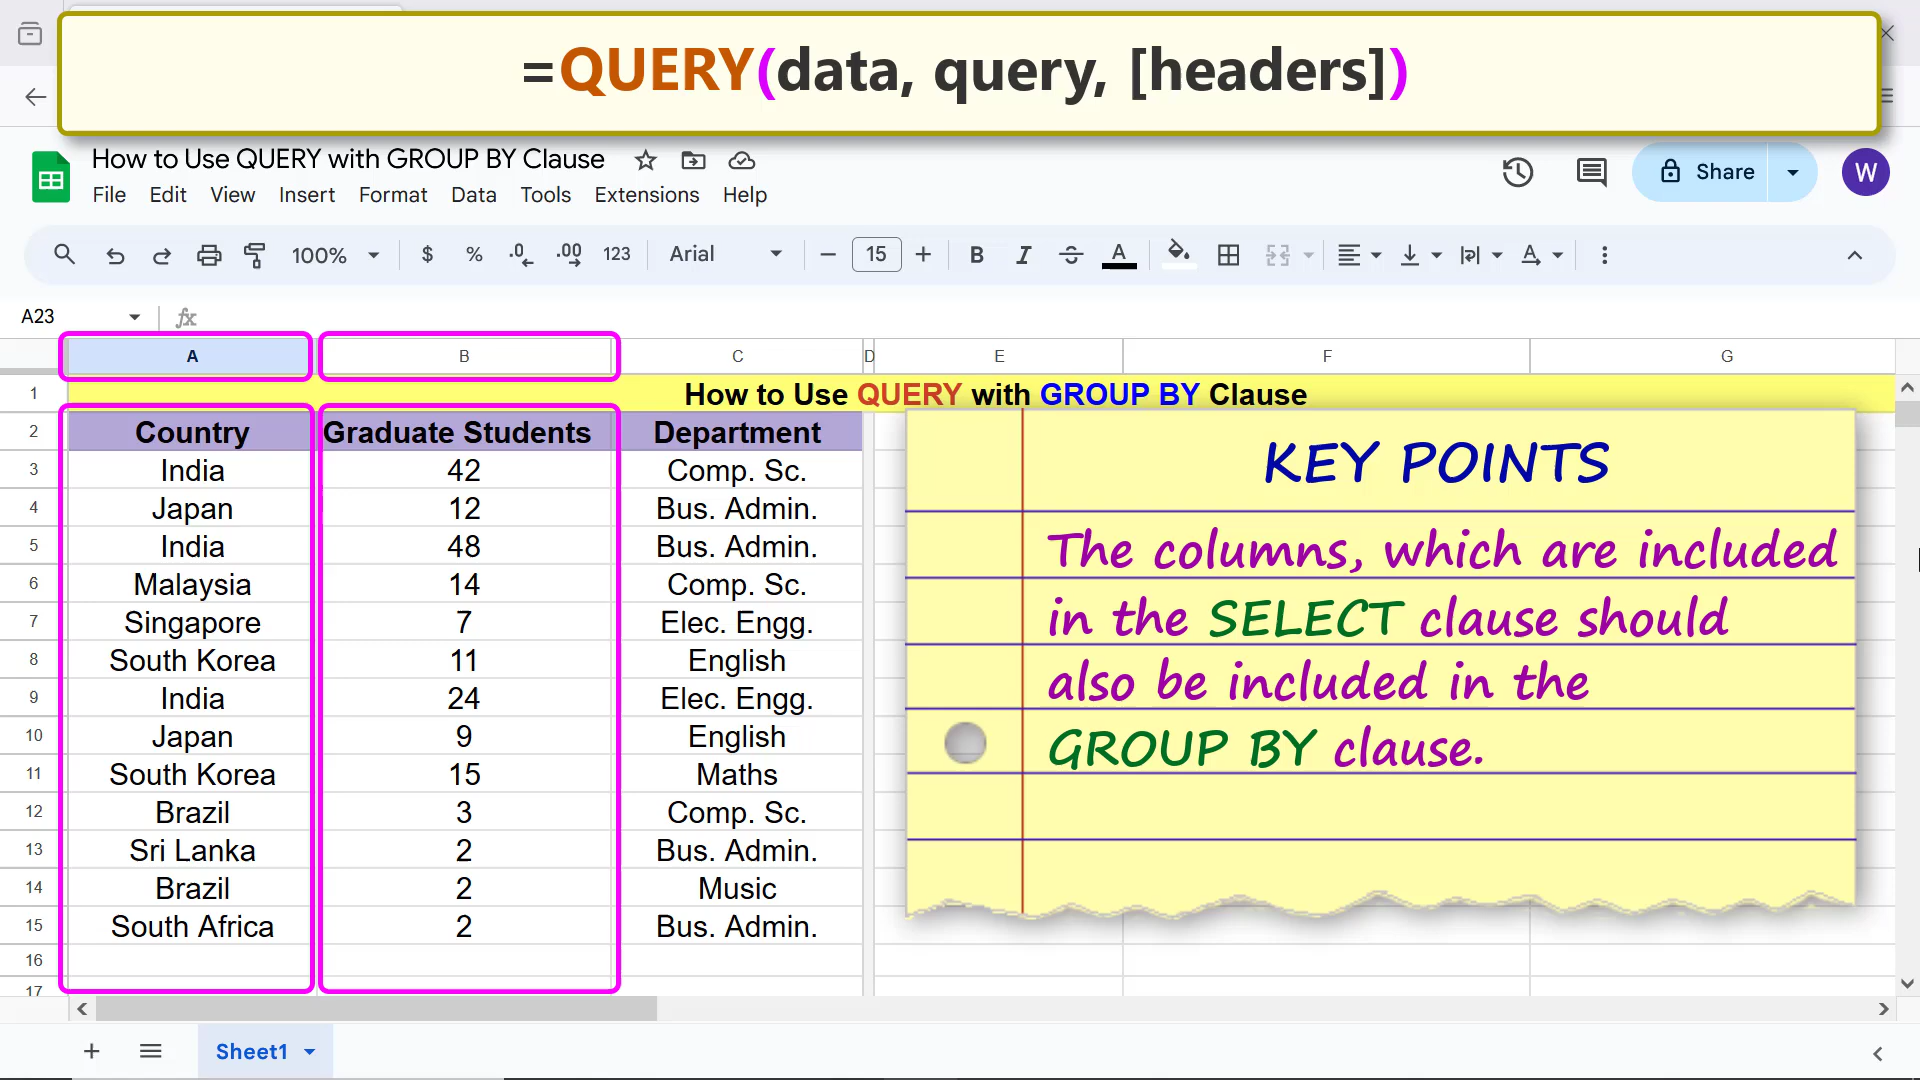 =QUERY(data, query, [headers])
How to Use QUERY with GROUP BY Clause
File Edit View Insert Format Data Tools Extensions Help
Share
W
100% $ % .0 .00 123 Arial 15 B I A A
A23 fx
A B C D E F G
1 How to Use QUERY with GROUP BY Clause
2 Country Graduate Students Department
3 India 42 Comp. Sc.
4 Japan 12 Bus. Admin.
5 India 48 Bus. Admin.
6 Malaysia 14 Comp. Sc.
7 Singapore 7 Elec. Engg.
8 South Korea 11 English
9 India 24 Elec. Engg.
10 Japan 9 English
11 South Korea 15 Maths
12 Brazil 3 Comp. Sc.
13 Sri Lanka 2 Bus. Admin.
14 Brazil 2 Music
15 South Africa 2 Bus. Admin.
16
17
KEY POINTS
The columns, which are included
in the SELECT clause should
also be included in the
GROUP BY clause.
Sheet1